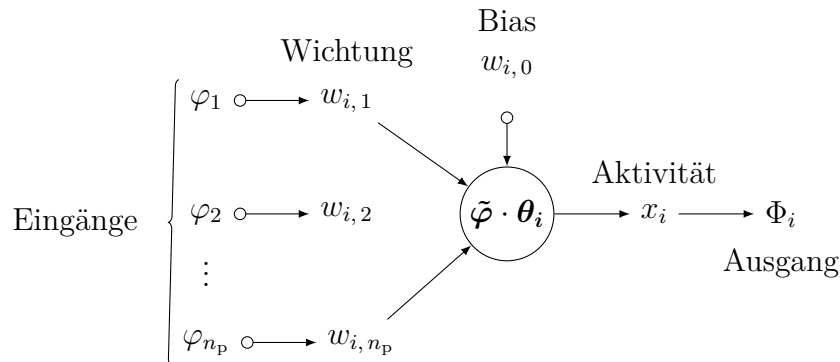 Bias
Wichtung
w_{i,0}
φ_1
w_{i,1}
Aktivität
Eingänge
φ_2
w_{i,2}
φ̃ · θ_i
x_i
Φ_i
Ausgang
⋮
φ_{n_p}
w_{i,n_p}